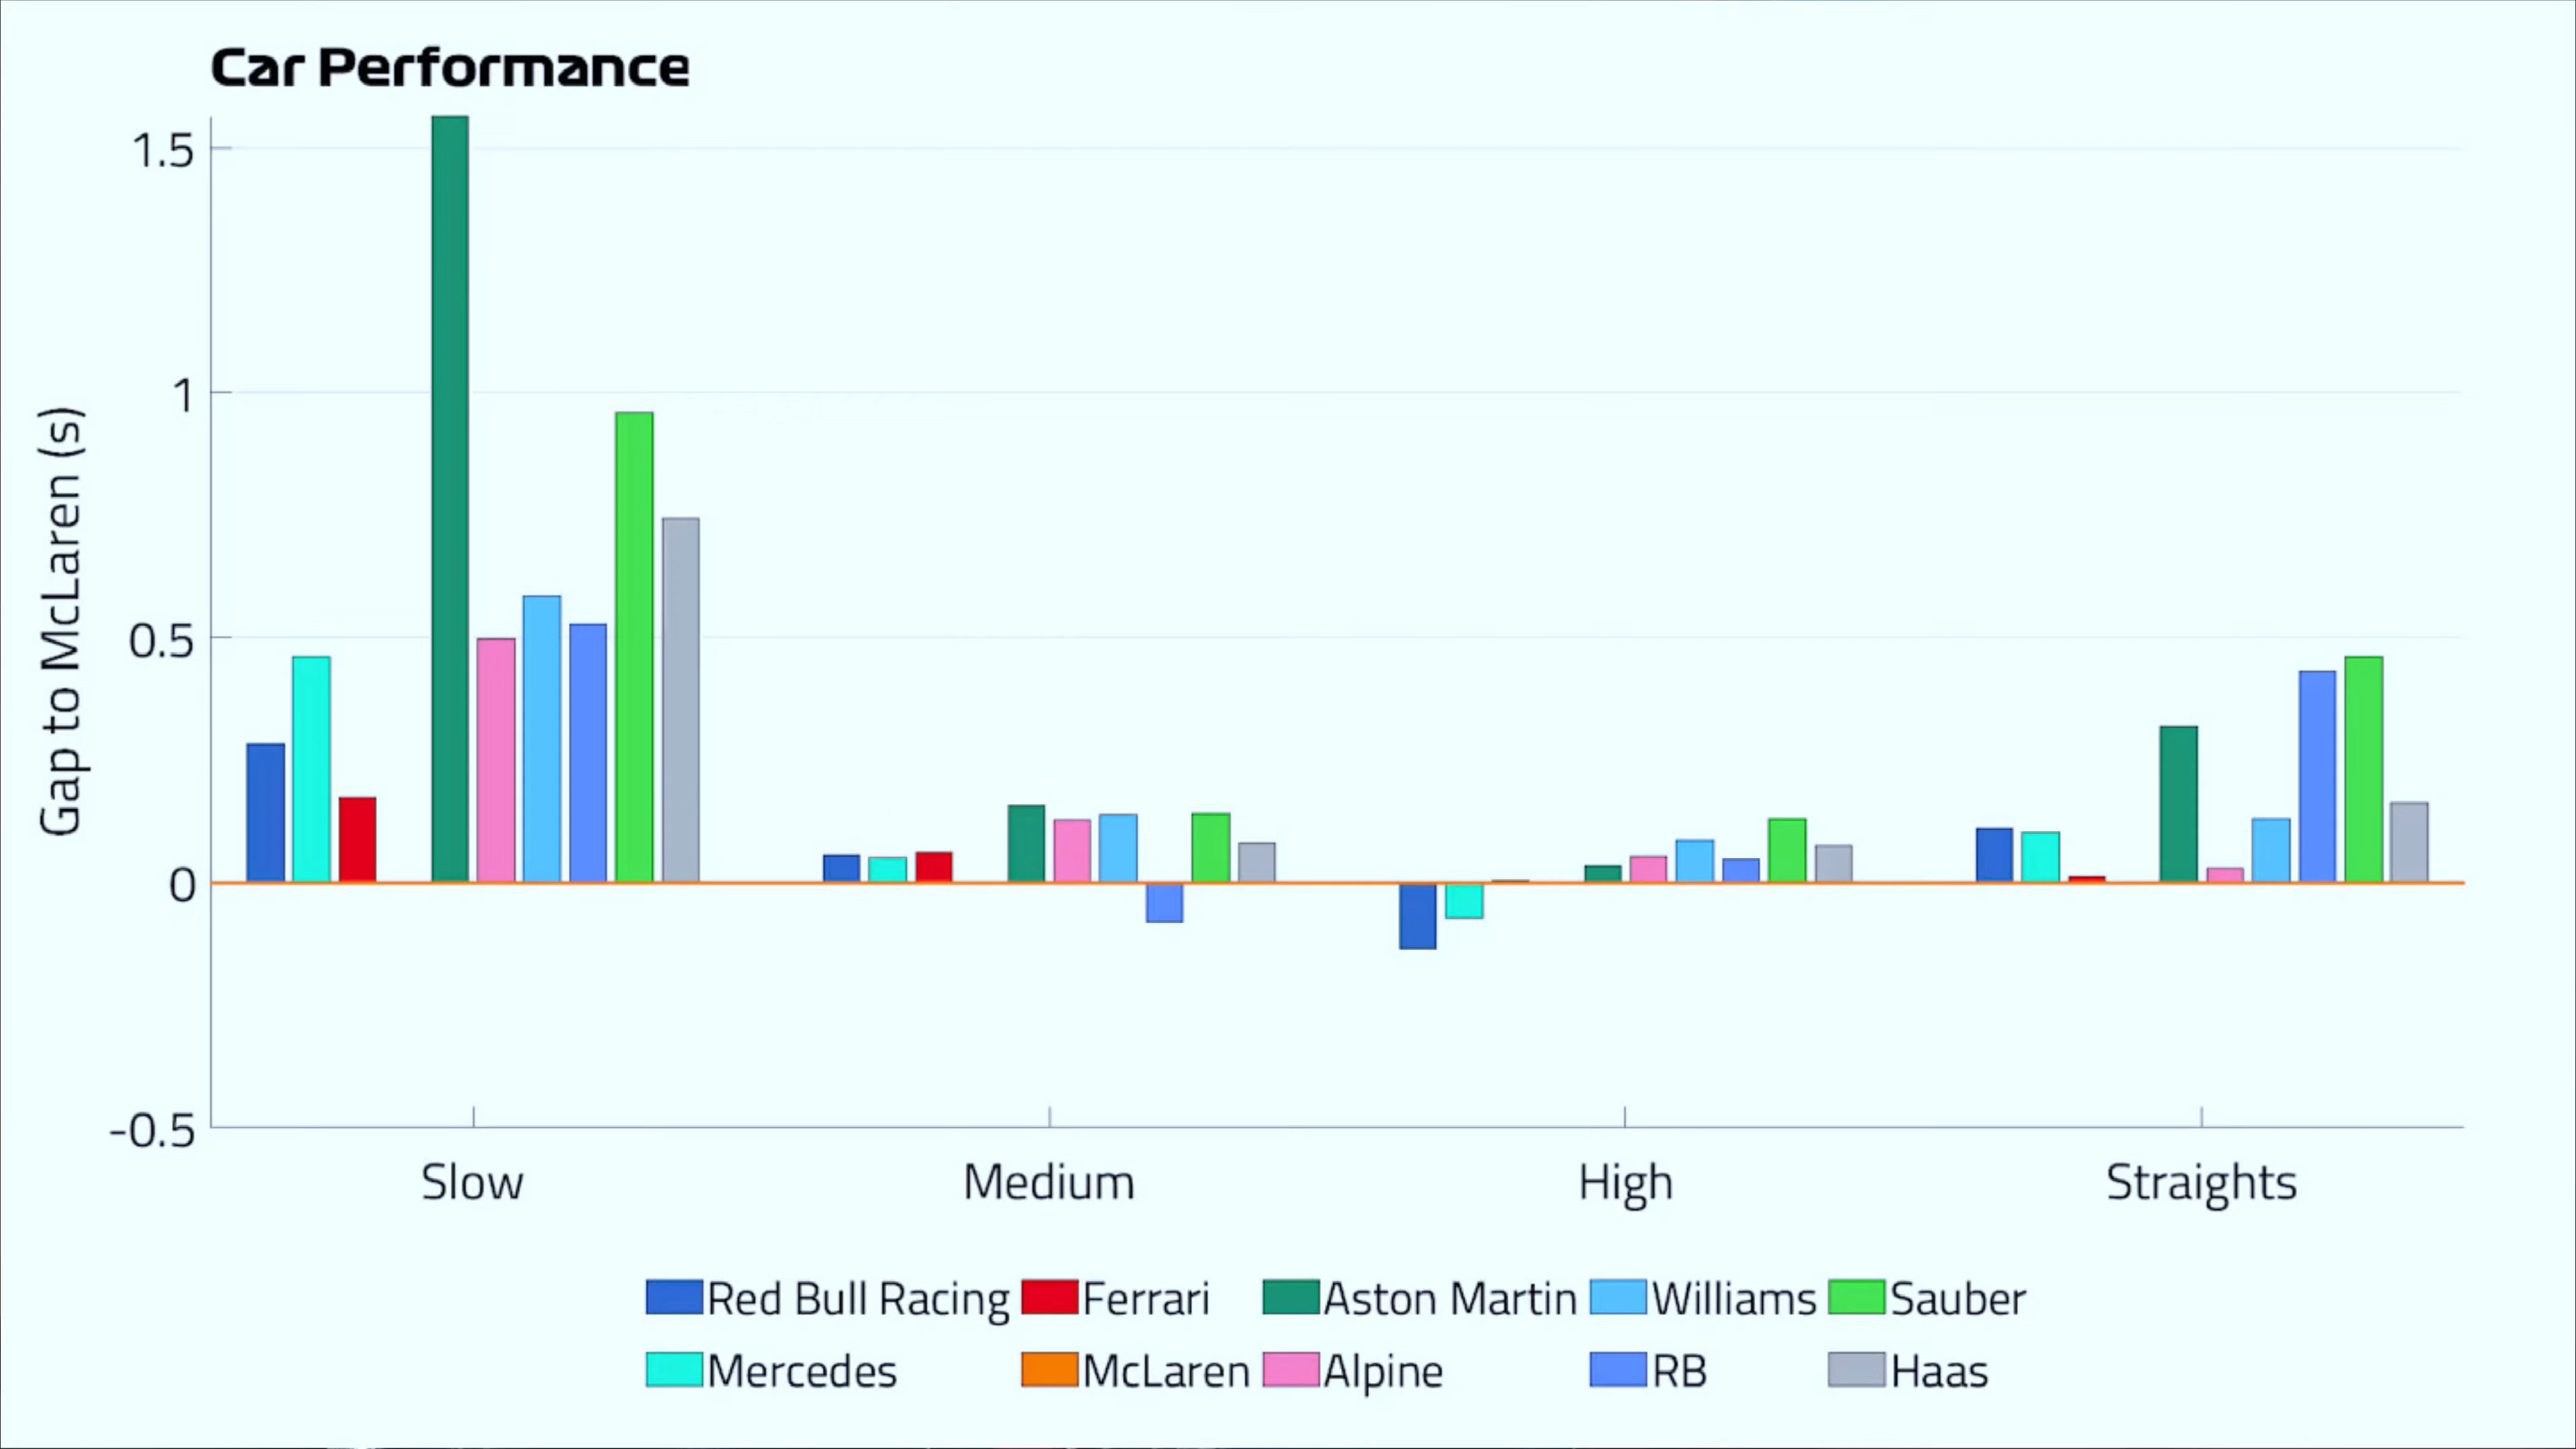 Car Performance
1.5
1
0.5
0
-0.5
Gap to McLaren (s)
Slow Medium High Straights
Red Bull Racing Ferrari Aston Martin Williams Sauber
Mercedes McLaren Alpine RB Haas